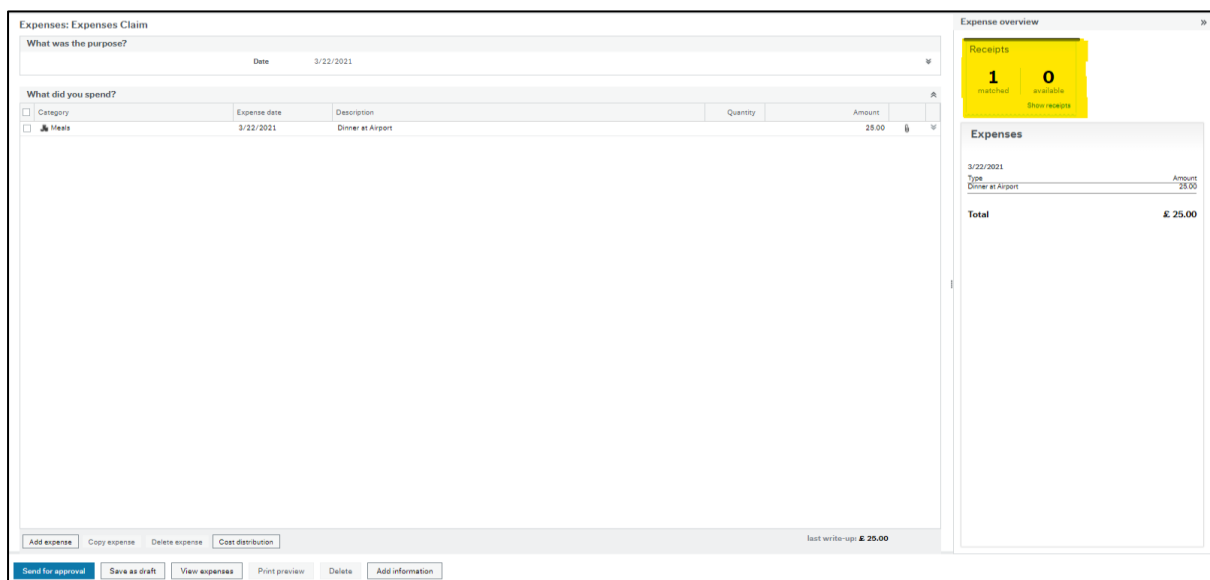 Expenses: Expenses Claim
What was the purpose?
Date 3/22/2021
What did you spend?
Category Expense date Description Quantity Amount
Meals 3/22/2021 Dinner at Airport 25.00
Add expense Copy expense Delete expense Cost distribution last write-up: £ 25.00
Send for approval Save as draft View expenses Print preview Delete Add information
Expense overview »
Receipts
1 0
matched available
Show receipts
Expenses
3/22/2021
Type Amount
Dinner at Airport 25.00
Total £ 25.00